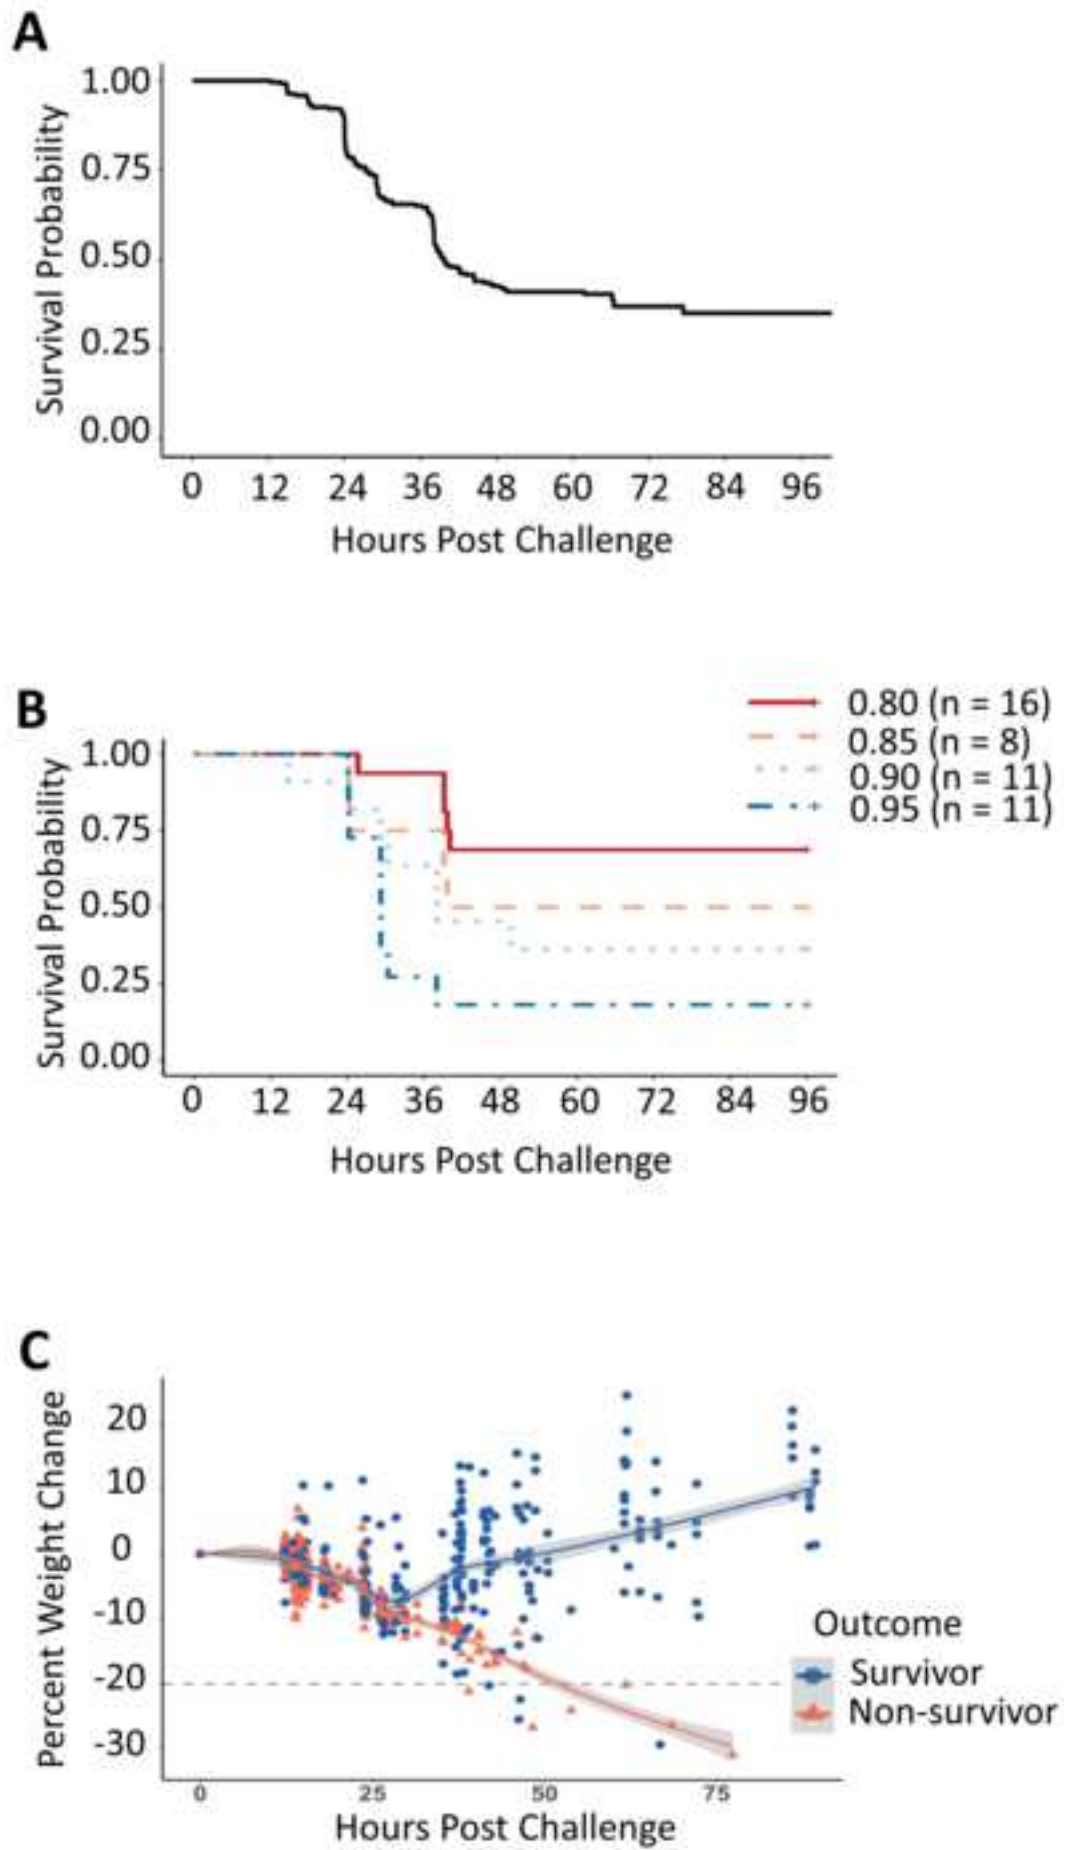 A
Survival Probability
1.00
0.75
0.50
0.25
0.00
0 12 24 36 48 60 72 84 96
Hours Post Challenge
B
0.80 (n = 16)
0.85 (n = 8)
0.90 (n = 11)
0.95 (n = 11)
Survival Probability
1.00
0.75
0.50
0.25
0.00
0 12 24 36 48 60 72 84 96
Hours Post Challenge
C
Percent Weight Change
20
10
0
-10
-20
-30
Outcome
Survivor
Non-survivor
0 25 50 75
Hours Post Challenge